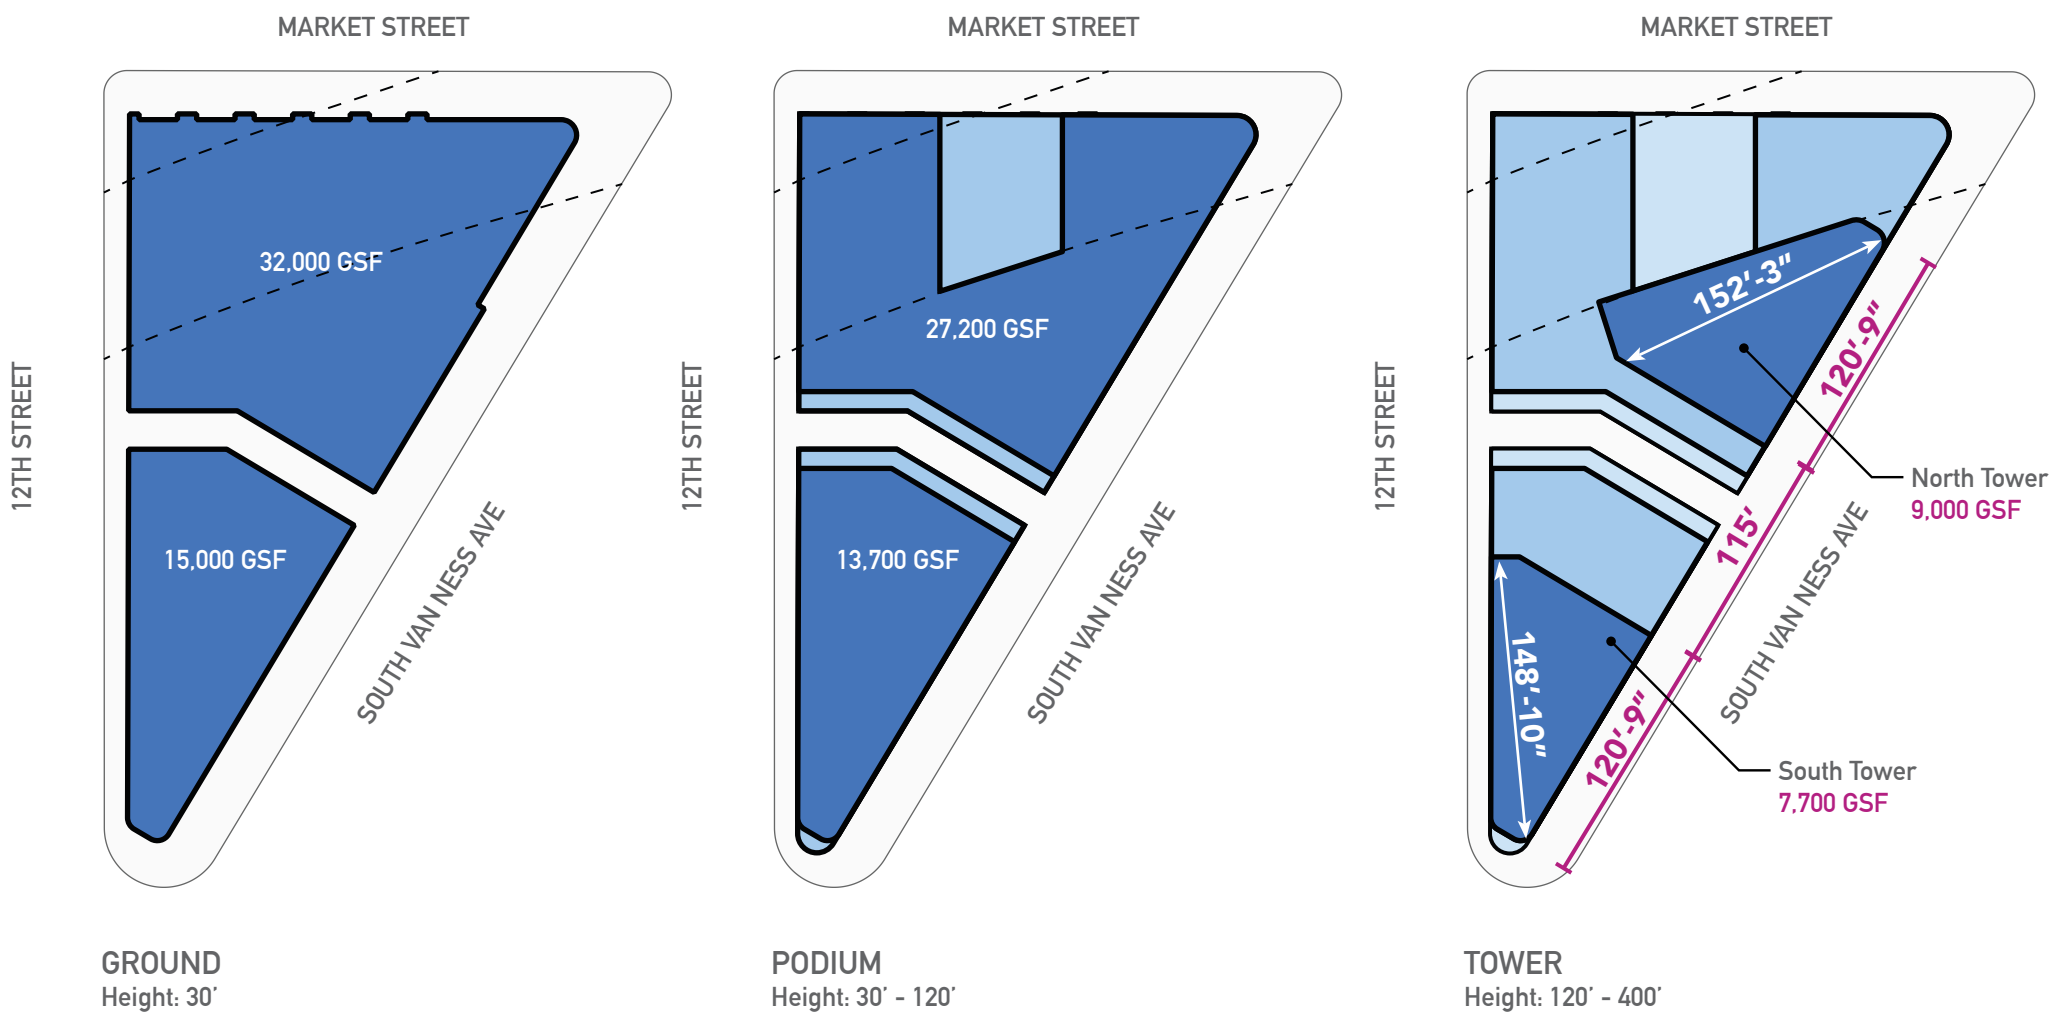 MARKET STREET
12TH STREET
32,000 GSF
15,000 GSF
SOUTH VAN NESS AVE
GROUND
Height: 30’
MARKET STREET
12TH STREET
27,200 GSF
13,700 GSF
SOUTH VAN NESS AVE
PODIUM
Height: 30’ - 120’
MARKET STREET
12TH STREET
152’-3”
120’-9”
North Tower
9,000 GSF
115’
148’-10”
120’-9”
SOUTH VAN NESS AVE
South Tower
7,700 GSF
TOWER
Height: 120’ - 400’